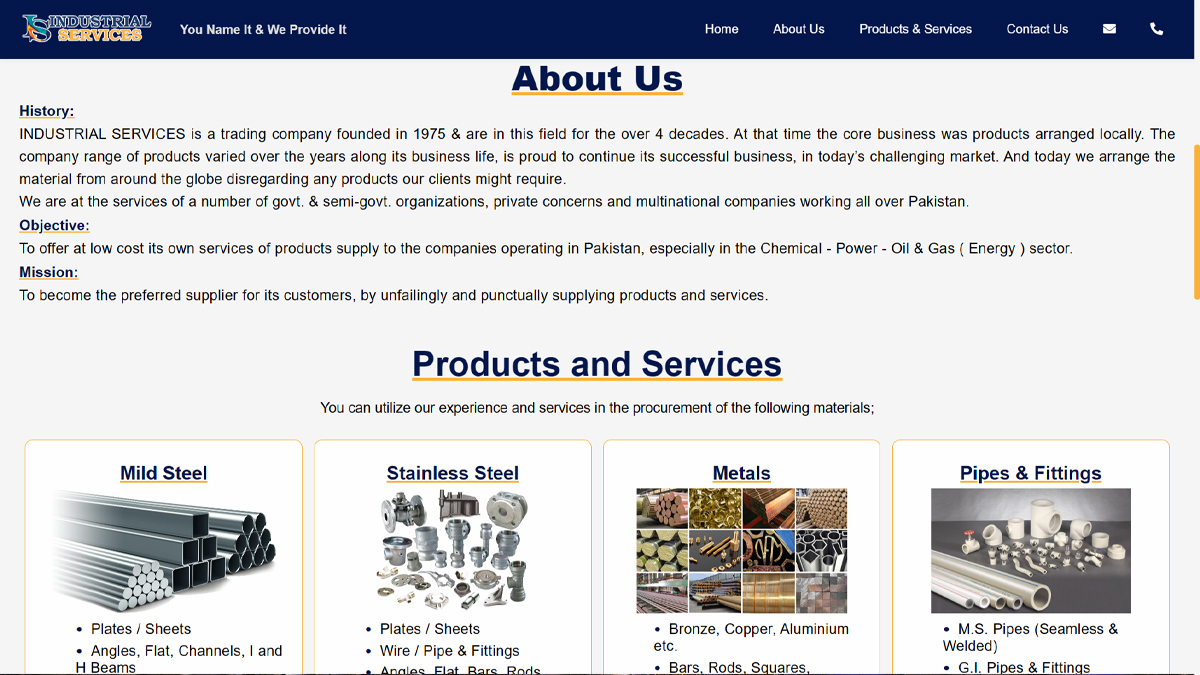 INDUSTRIAL
SERVICES
You Name It & We Provide It
Home
About Us
Products & Services
Contact Us
About Us
History:
INDUSTRIAL SERVICES is a trading company founded in 1975 & are in this field for the over 4 decades. At that time the core business was products arranged locally. The
company range of products varied over the years along its business life, is proud to continue its successful business, in today's challenging market. And today we arrange the
material from around the globe disregarding any products our clients might require.
We are at the services of a number of govt. & semi-govt. organizations, private concerns and multinational companies working all over Pakistan.
Objective:
To offer at low cost its own services of products supply to the companies operating in Pakistan, especially in the Chemical - Power - Oil & Gas ( Energy ) sector.
Mission:
To become the preferred supplier for its customers, by unfailingly and punctually supplying products and services.
Products and Services
You can utilize our experience and services in the procurement of the following materials;
Mild Steel
• Plates / Sheets
• Angles, Flat, Channels, I and
H Beams
Stainless Steel
• Plates / Sheets
• Wire / Pipe & Fittings
• Angles, Flat, Bars, Rods
Metals
• Bronze, Copper, Aluminium
etc.
• Bars, Rods, Squares,
Pipes & Fittings
• M.S. Pipes (Seamless &
Welded)
• G.I. Pipes & Fittings